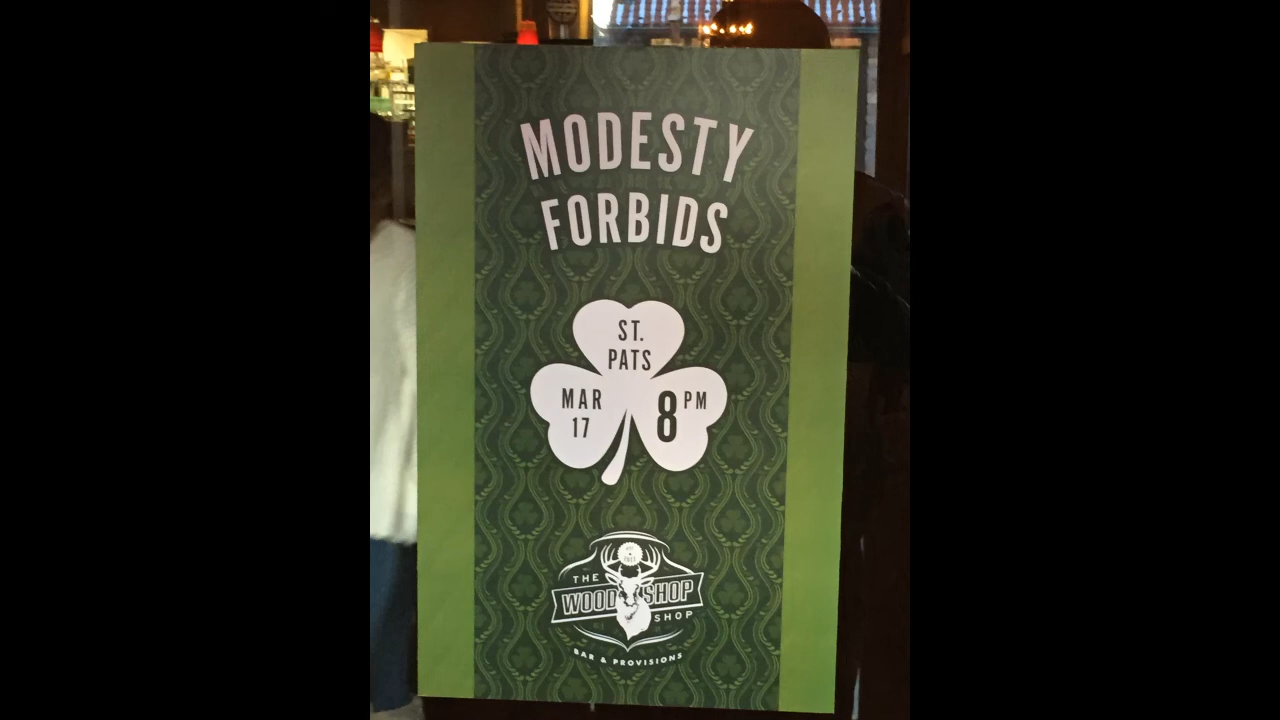 MODESTY
FORBIDS
ST.
PATS
MAR
17
8 PM
THE
WOOD SHOP
SHOP
BAR & PROVISIONS